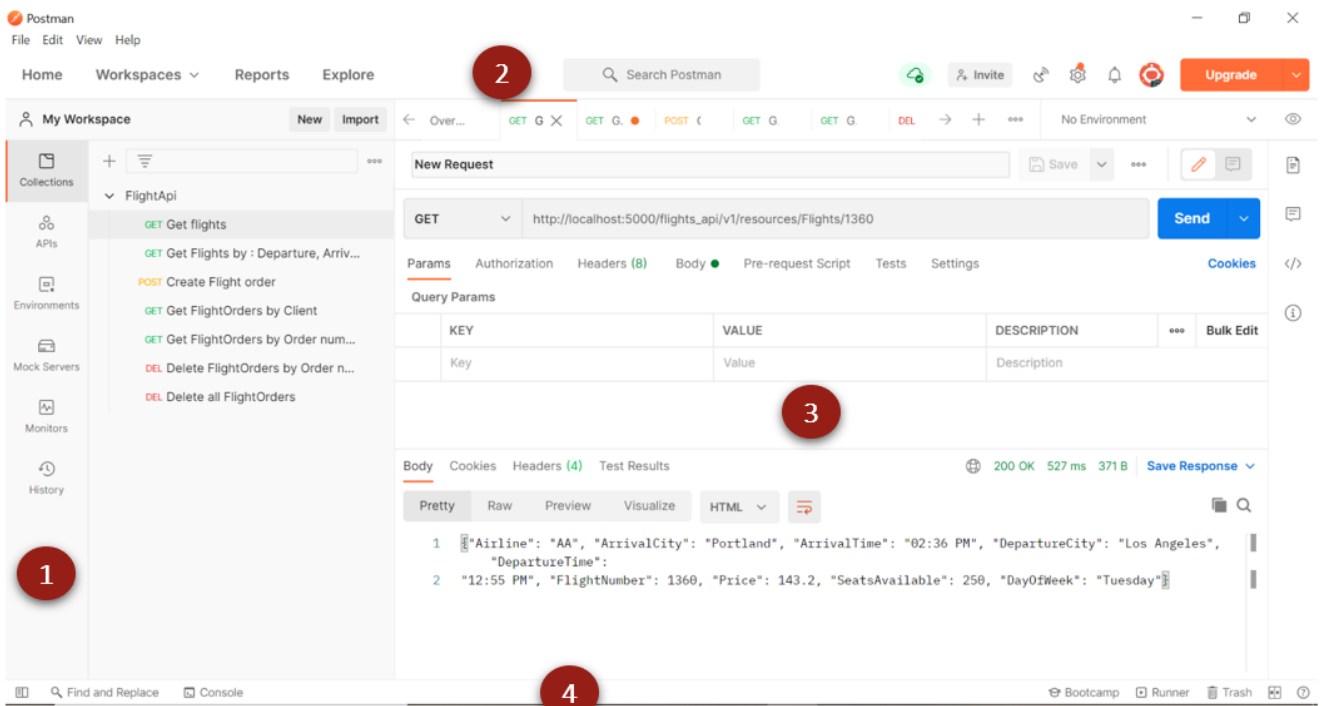 Postman
File Edit View Help
Home Workspaces Reports Explore 2 Search Postman Invite Upgrade
My Workspace New Import Over... GET G GET G. POST ( GET G. GET G. DEL No Environment
Collections
New Request Save
FlightApi
GET Get flights
GET Get Flights by : Departure, Arriv...
POST Create Flight order
GET Get FlightOrders by Client
GET Get FlightOrders by Order num...
DEL Delete FlightOrders by Order n...
DEL Delete all FlightOrders
APIs
Environments
Mock Servers
Monitors
History
1
GET http://localhost:5000/flights_api/v1/resources/Flights/1360 Send
Params Authorization Headers (8) Body Pre-request Script Tests Settings Cookies
Query Params
KEY VALUE DESCRIPTION Bulk Edit
Key Value Description
3
Body Cookies Headers (4) Test Results 200 OK 527 ms 371 B Save Response
Pretty Raw Preview Visualize HTML
1 {"Airline": "AA", "ArrivalCity": "Portland", "ArrivalTime": "02:36 PM", "DepartureCity": "Los Angeles",
"DepartureTime":
2 "12:55 PM", "FlightNumber": 1360, "Price": 143.2, "SeatsAvailable": 250, "DayOfWeek": "Tuesday"}
Find and Replace Console 4 Bootcamp Runner Trash